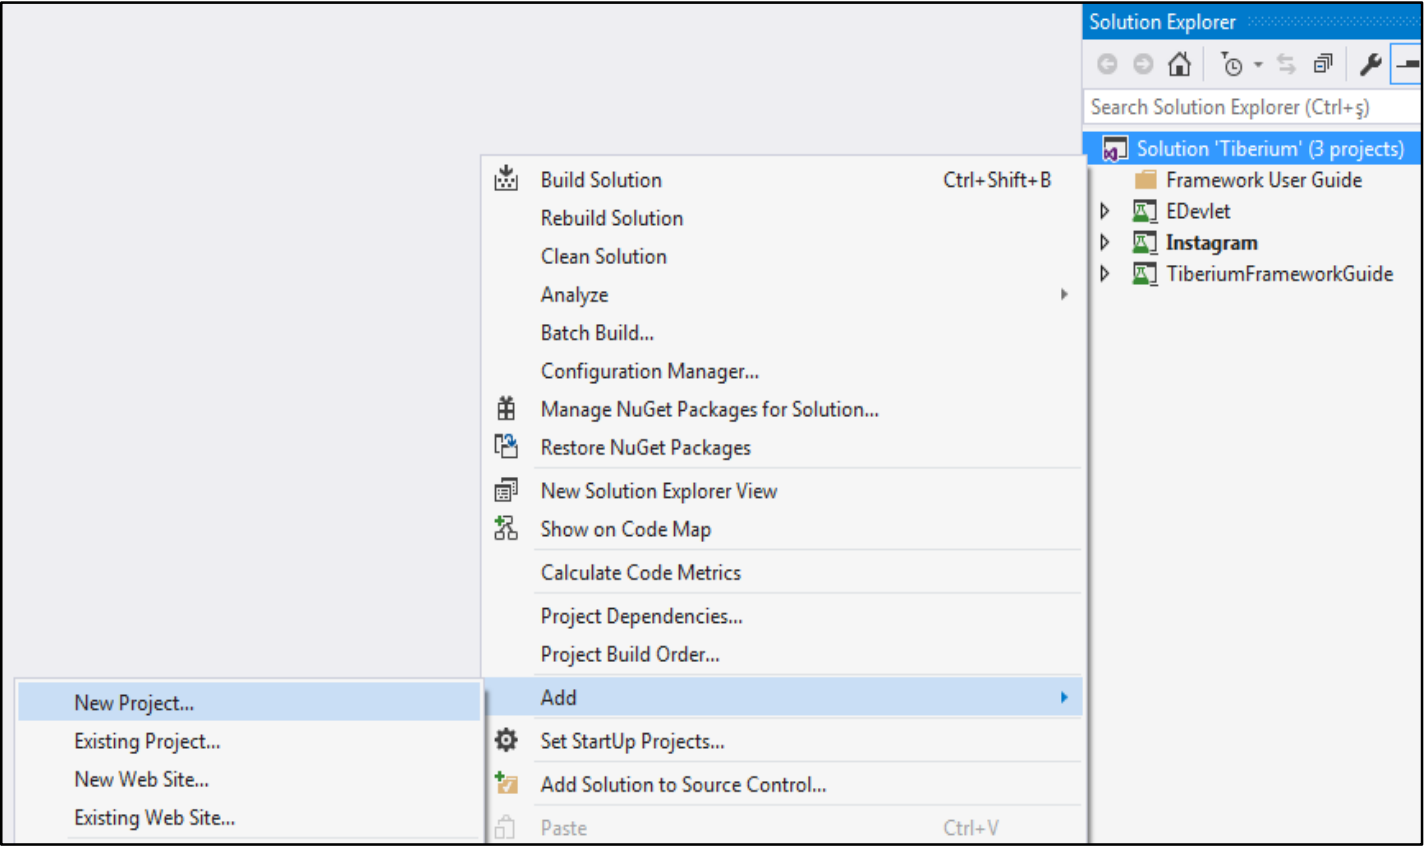 Solution Explorer
Search Solution Explorer (Ctrl+ş)
Solution 'Tiberium' (3 projects)
Framework User Guide
EDevlet
Instagram
TiberiumFrameworkGuide
Build Solution Ctrl+Shift+B
Rebuild Solution
Clean Solution
Analyze
Batch Build...
Configuration Manager...
Manage NuGet Packages for Solution...
Restore NuGet Packages
New Solution Explorer View
Show on Code Map
Calculate Code Metrics
Project Dependencies...
Project Build Order...
Add
Set StartUp Projects...
Add Solution to Source Control...
Paste Ctrl+V
New Project...
Existing Project...
New Web Site...
Existing Web Site...